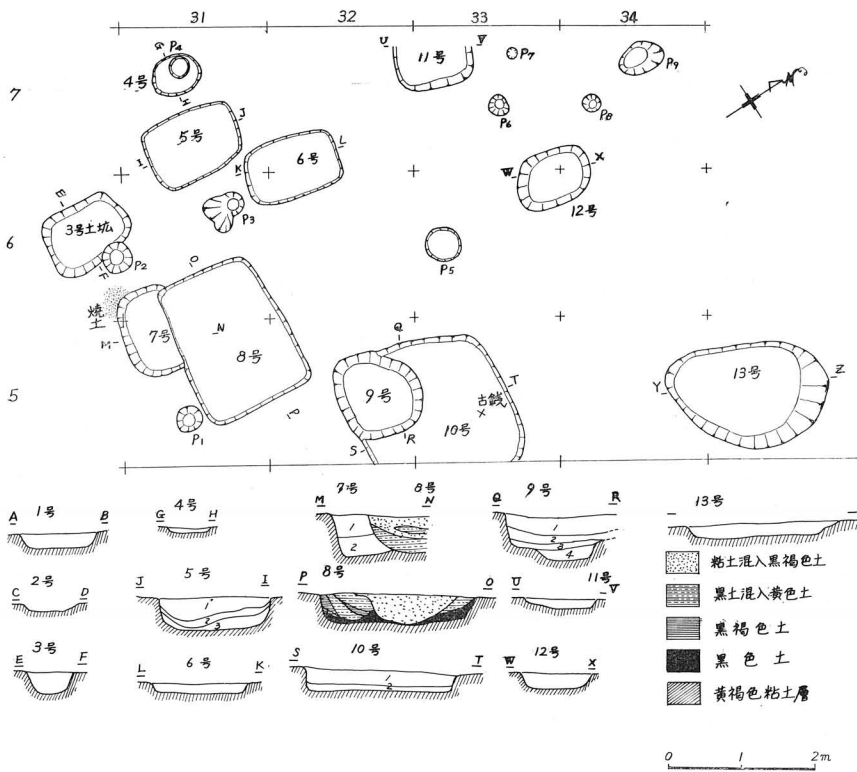 31 32 33 34
7
6
5
4号
G
P4
H
5号
I
J
6号
K
L
P3
11号
U
V
P7
P6
P8
P9
N
12号
W
X
E
3号土拡
F
P2
P5
焼土
O
7号
M
N
8号
P
P1
Q
9号
R
S
古銭
×
10号
T
Y
13号
Z
1号
A B
2号
C D
3号
E F
4号
G H
5号
J I
1
2
3
6号
L K
7号 8号
M N
1
2
8号
P O
9号
Q R
1
2
3
4
10号
S T
1
2
11号
U V
12号
W X
13号
粘土混入黒褐色土
黒土混入黄色土
黒褐色土
黒色土
黄褐色粘土層
0 1 2m